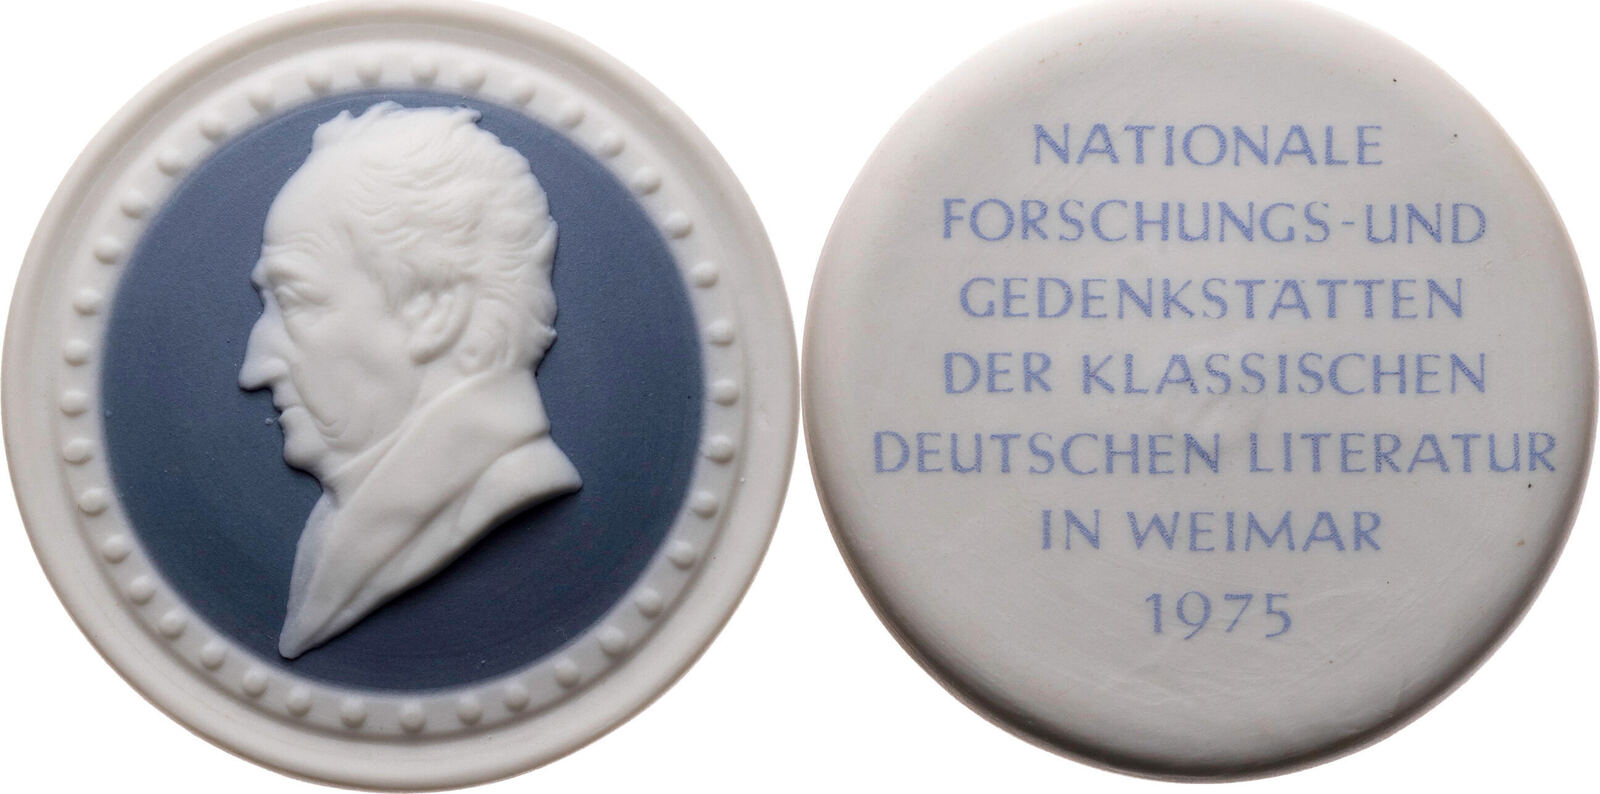 NATIONALE
FORSCHUNGS-UND
GEDENKSTÄTTEN
DER KLASSISCHEN
DEUTSCHEN LITERATUR
IN WEIMAR
1975